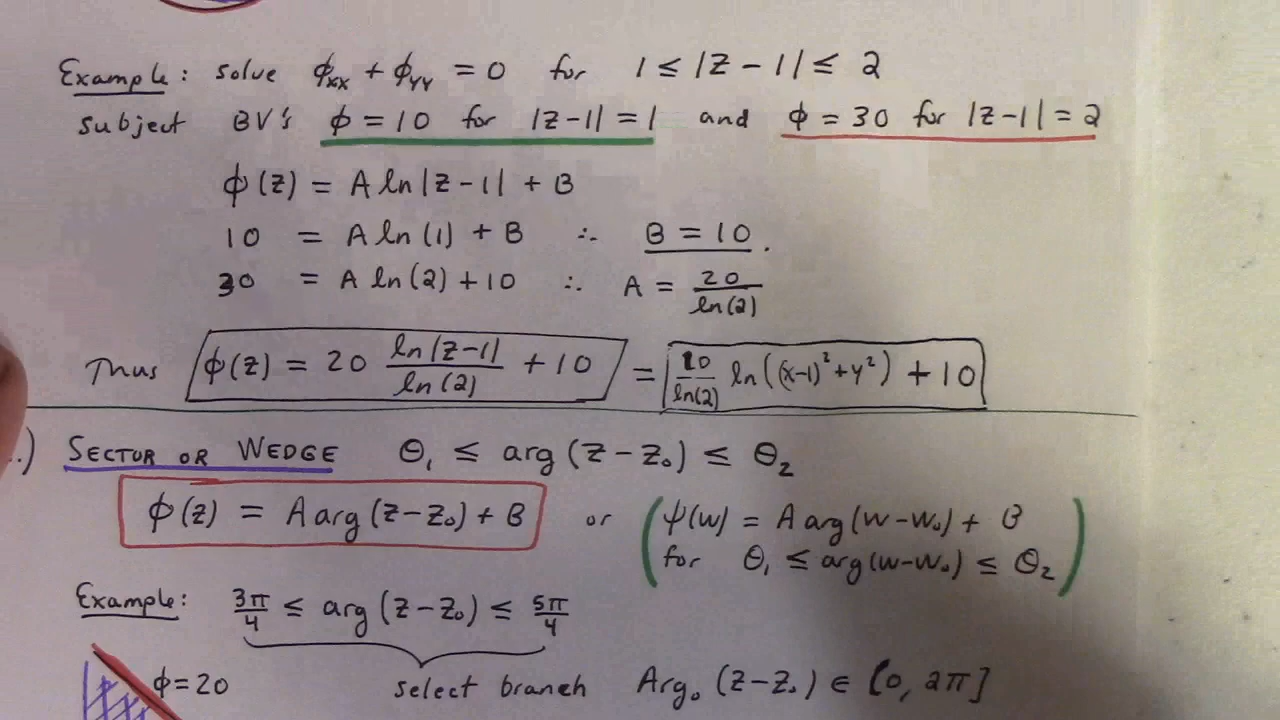 Example: solve ϕxx + ϕyy = 0 for 1 ≤ |z − 1| ≤ 2
subject BV's ϕ = 10 for |z−1| = 1 and ϕ = 30 for |z−1| = 2
ϕ(z) = A ln|z − 1| + B
10 = A ln(1) + B ∴ B = 10.
30 = A ln(2) + 10 ∴ A = 20/ln(2)
Thus ϕ(z) = 20 ln|z−1|/ln(2) + 10 = 10/ln(2) ln((x−1)² + y²) + 10
..) SECTOR OR WEDGE θ₁ ≤ arg(z − z₀) ≤ θ₂
ϕ(z) = A arg(z − z₀) + B or (ψ(w) = A arg(w − w₀) + B
for θ₁ ≤ arg(w − w₀) ≤ θ₂)
Example: 3π/4 ≤ arg(z − z₀) ≤ 5π/4
ϕ = 20 select branch Arg₀(z − z₀) ∈ [0, 2π]